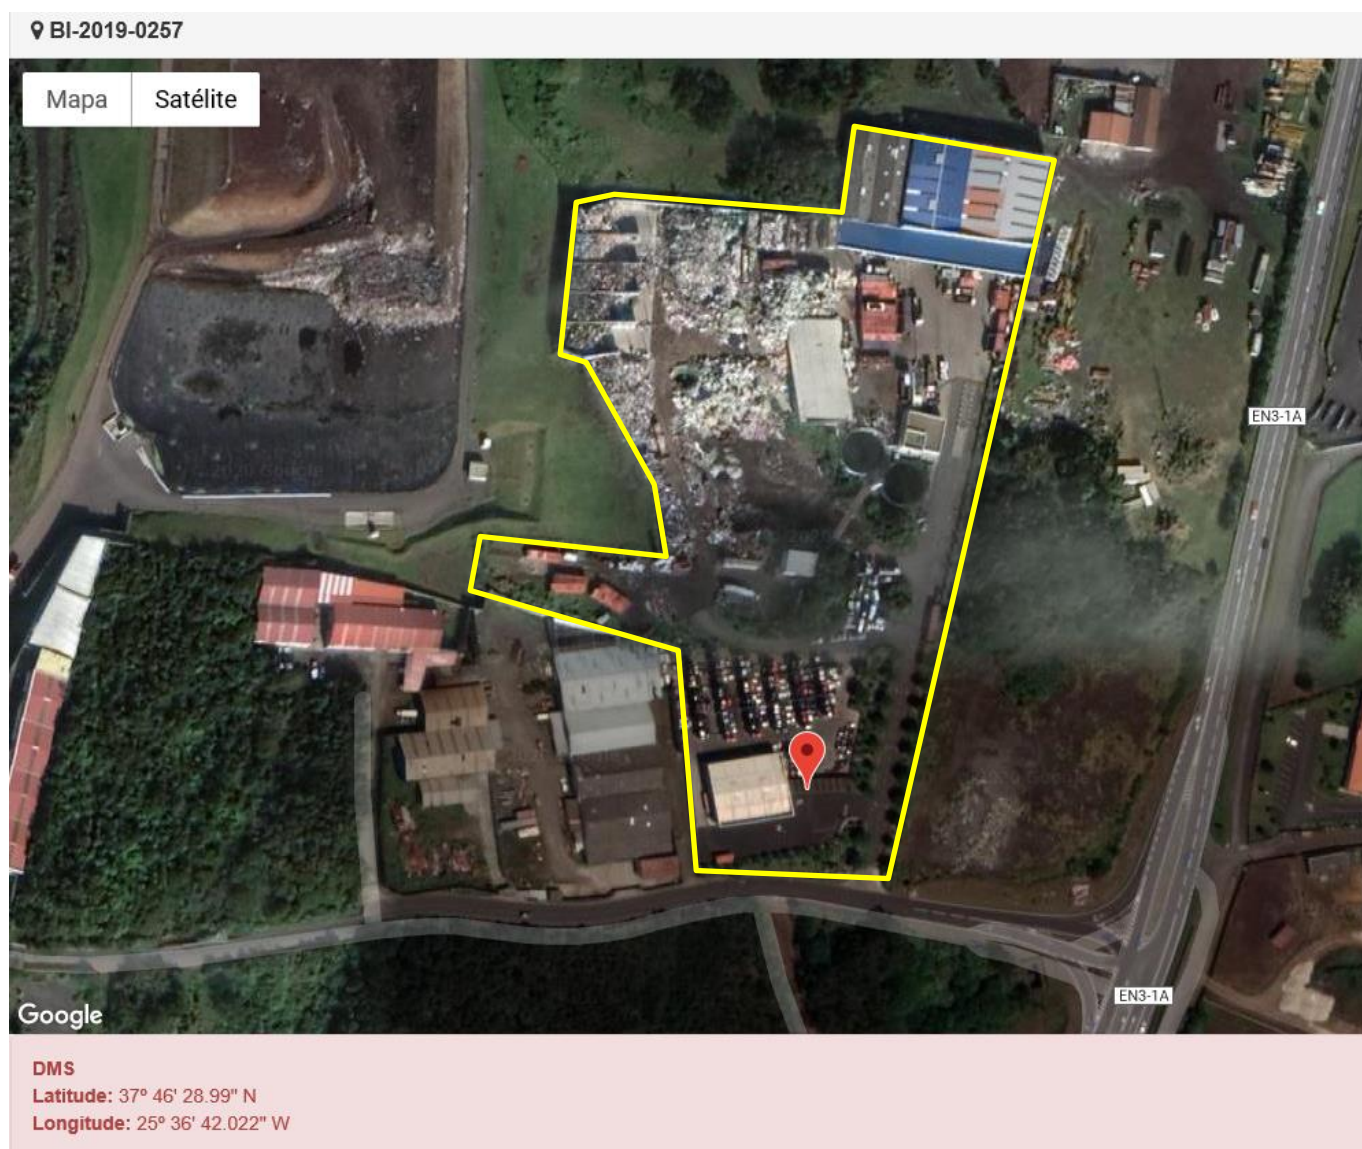 BI-2019-0257
Mapa Satélite
EN3-1A
EN3-1A
Google
DMS
Latitude: 37º 46' 28.99" N
Longitude: 25º 36' 42.022" W